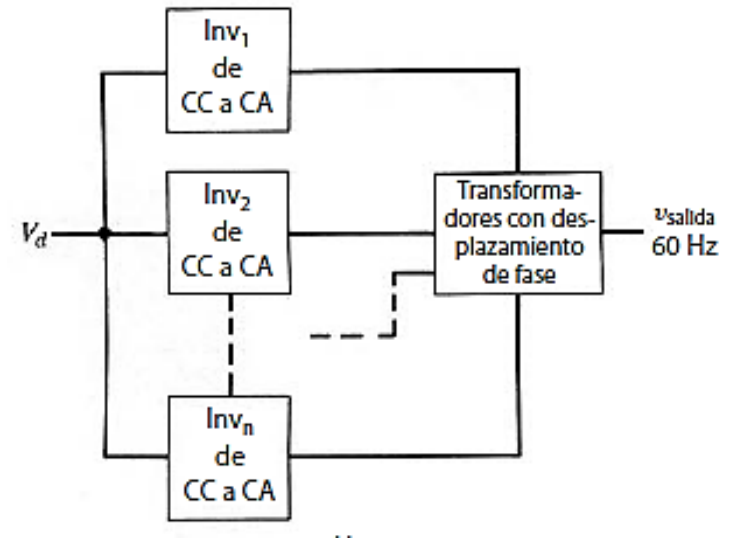 Inv1
de
CC a CA
Inv2
de
CC a CA
Vd
Transforma-
dores con des-
plazamiento
de fase
vsalida
60 Hz
Invn
de
CC a CA